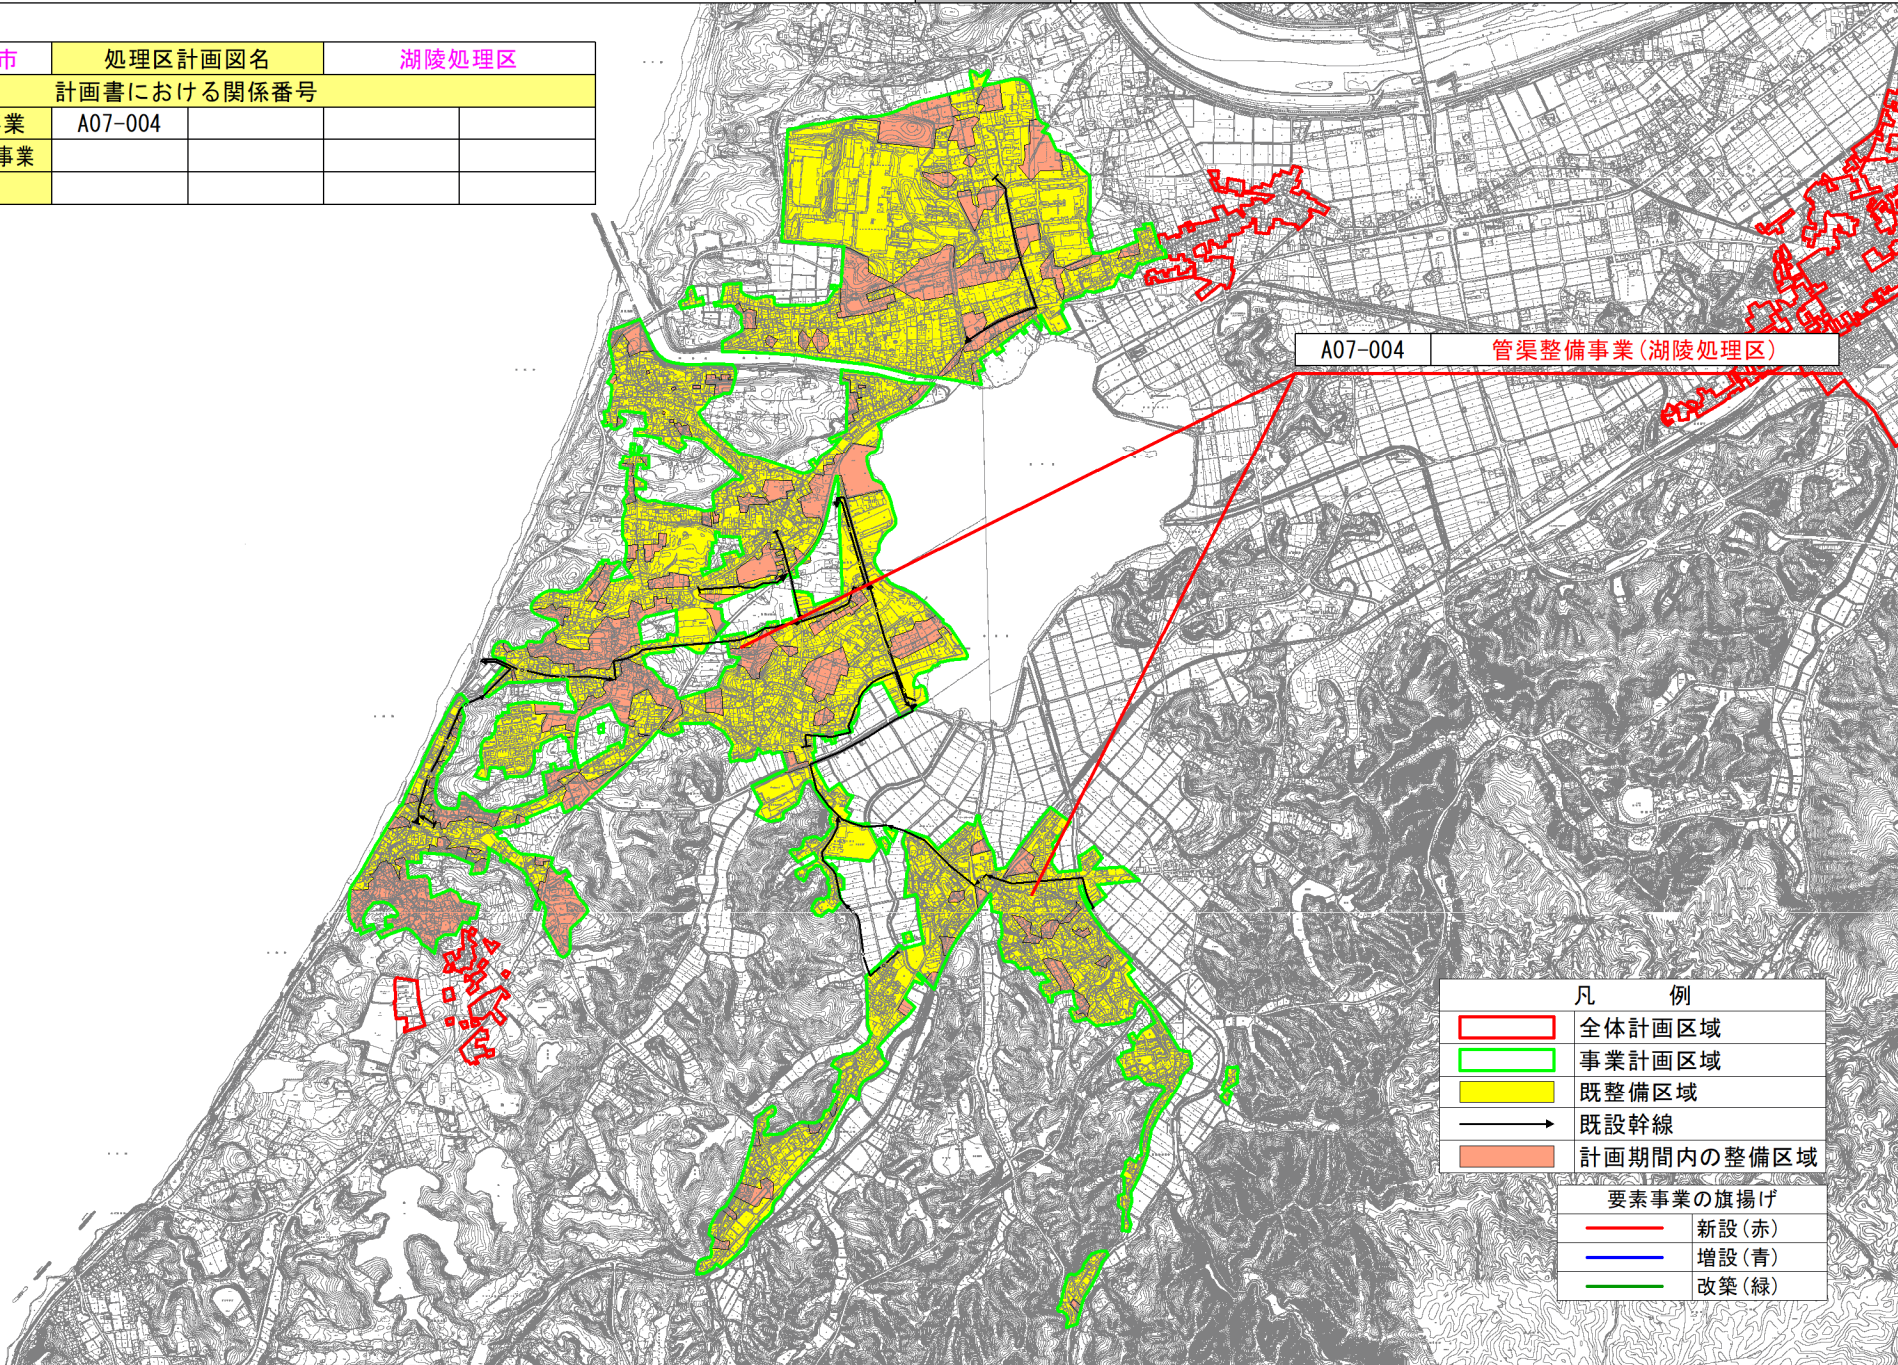 市 処理区計画図名 湖陵処理区
計画書における関係番号
業 A07-004
事業
A07-004 管渠整備事業(湖陵処理区)
凡 例
全体計画区域
事業計画区域
既整備区域
既設幹線
計画期間内の整備区域
要素事業の旗揚げ
新設(赤)
増設(青)
改築(緑)